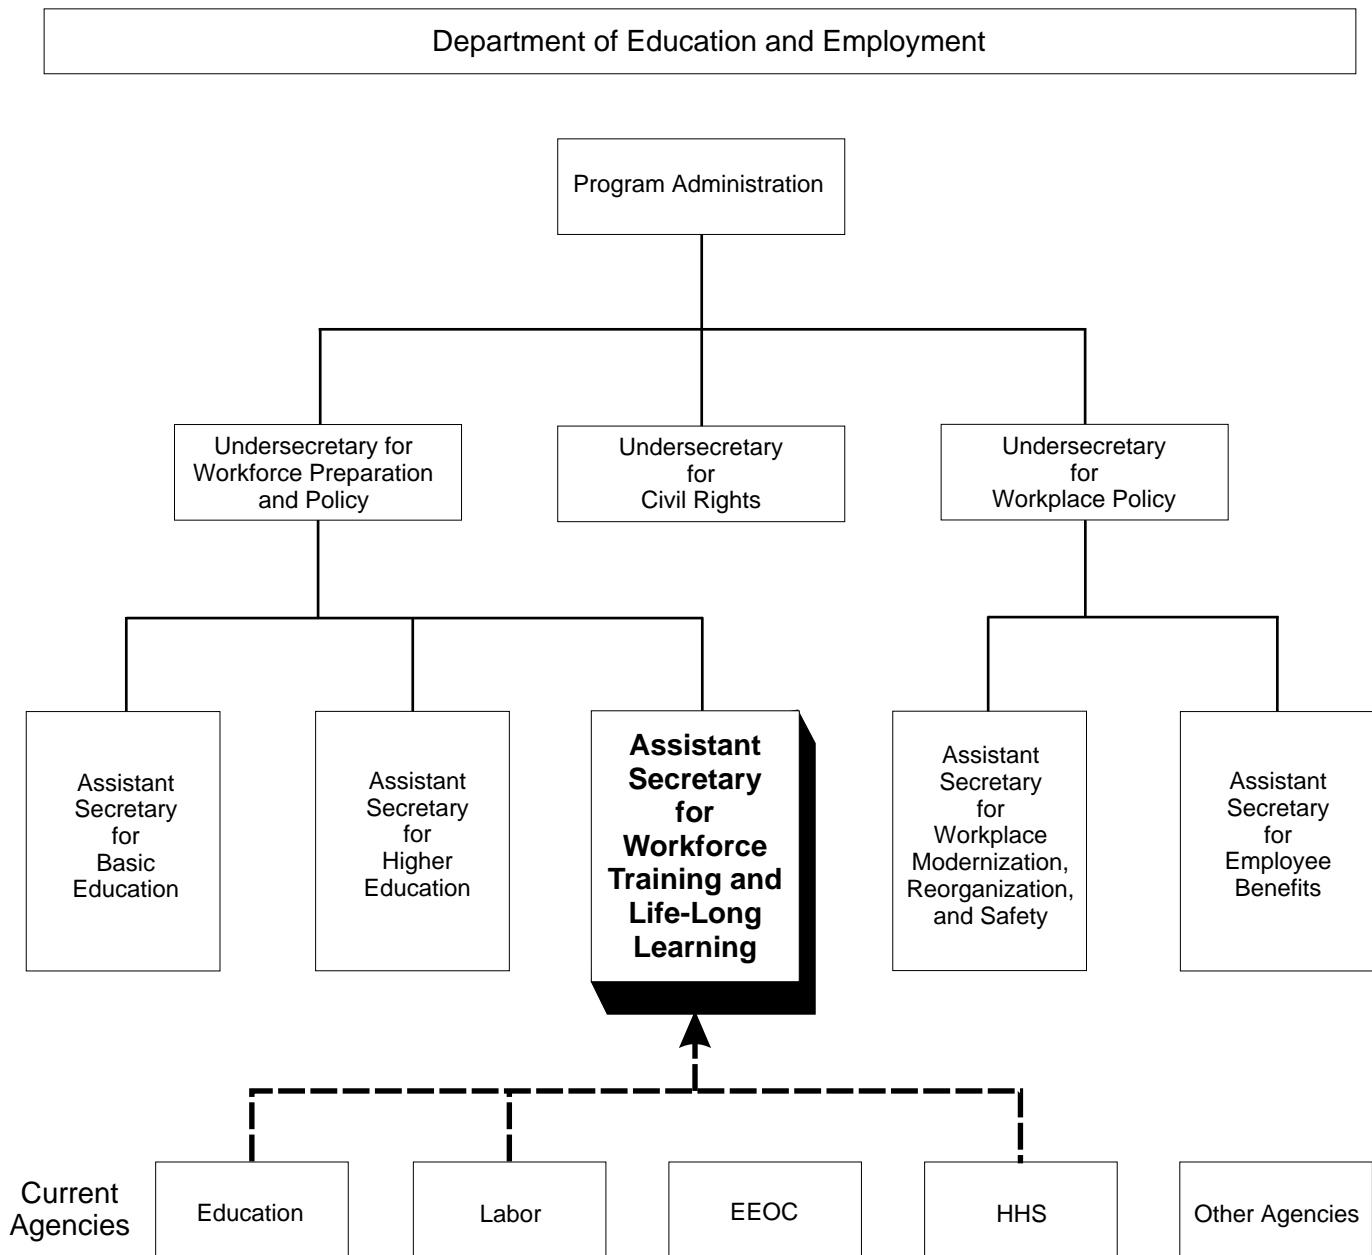 Department of Education and Employment
Program Administration
Undersecretary for
Workforce Preparation
and Policy
Undersecretary
for
Civil Rights
Undersecretary
for
Workplace Policy
Assistant
Secretary
for
Basic
Education
Assistant
Secretary
for
Higher
Education
Assistant
Secretary
for
Workforce
Training and
Life-Long
Learning
Assistant
Secretary
for
Workplace
Modernization,
Reorganization,
and Safety
Assistant
Secretary
for
Employee
Benefits
Current
Agencies
Education
Labor
EEOC
HHS
Other Agencies